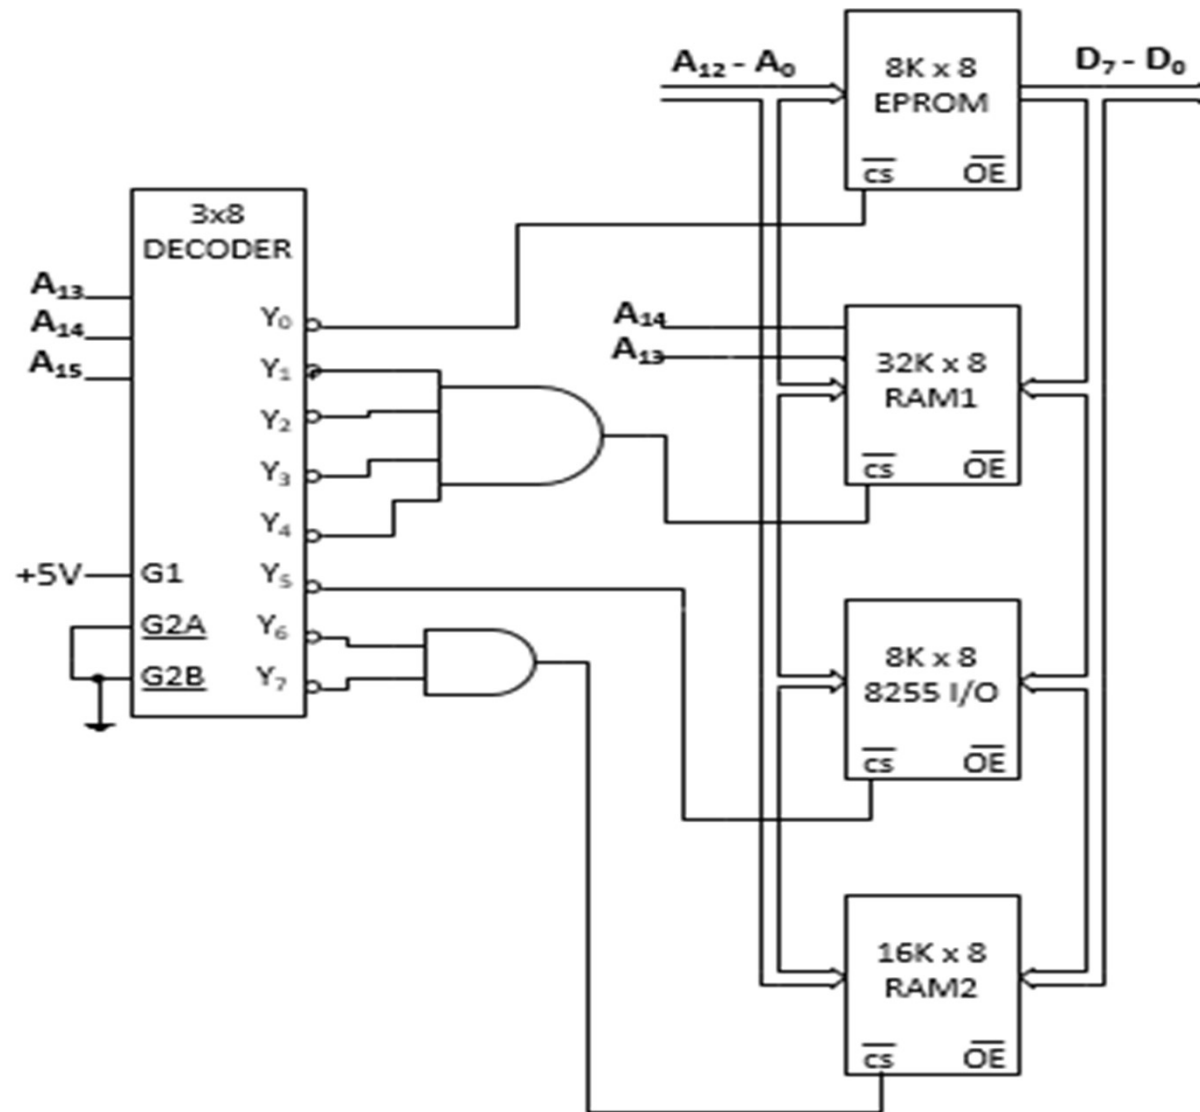 A₁₂ - A₀
D₇ - D₀
8K x 8
EPROM
CS
OE
3x8
DECODER
A₁₃
A₁₄
A₁₅
Y₀
Y₁
Y₂
Y₃
Y₄
Y₅
Y₆
Y₇
+5V
G1
G2A
G2B
A₁₄
A₁₃
32K x 8
RAM1
CS
OE
8K x 8
8255 I/O
CS
OE
16K x 8
RAM2
CS
OE